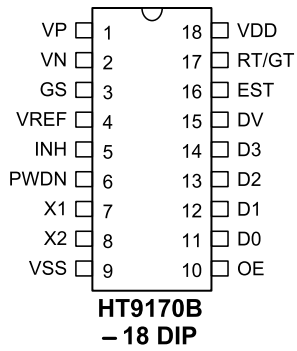 VP 1 18 VDD
VN 2 17 RT/GT
GS 3 16 EST
VREF 4 15 DV
INH 5 14 D3
PWDN 6 13 D2
X1 7 12 D1
X2 8 11 D0
VSS 9 10 OE
HT9170B
– 18 DIP